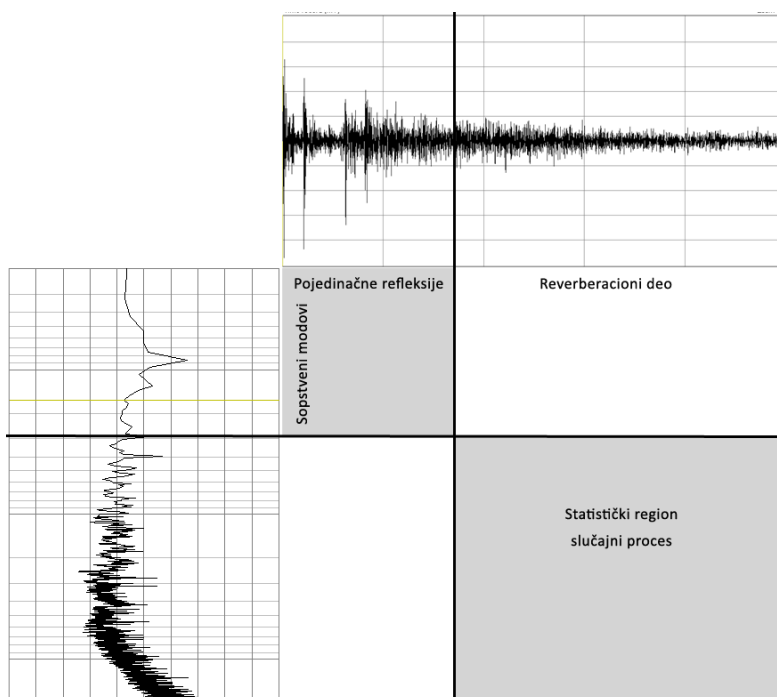 Pojedinačne refleksije
Reverberacioni deo
Sopstveni modovi
Statistički region
slučajni proces